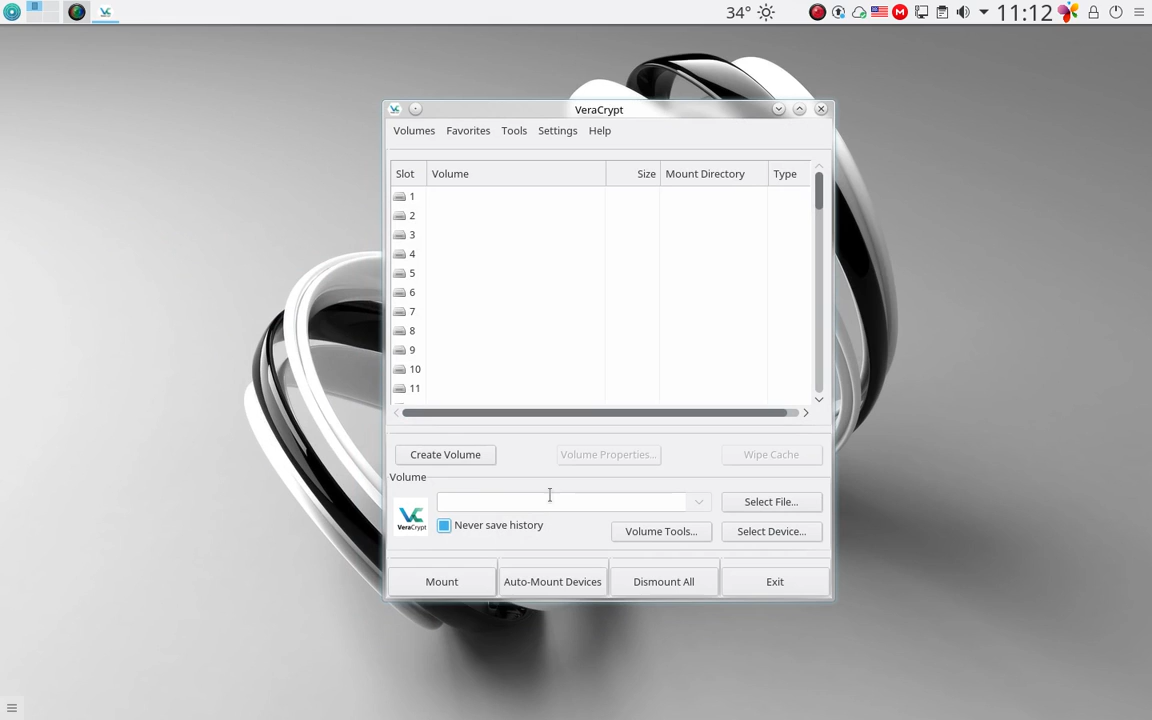 34° 11:12
VeraCrypt
Volumes Favorites Tools Settings Help
Slot Volume Size Mount Directory Type
1
2
3
4
5
6
7
8
9
10
11
Create Volume Volume Properties... Wipe Cache
Volume
VeraCrypt
Select File...
Never save history
Volume Tools... Select Device...
Mount Auto-Mount Devices Dismount All Exit